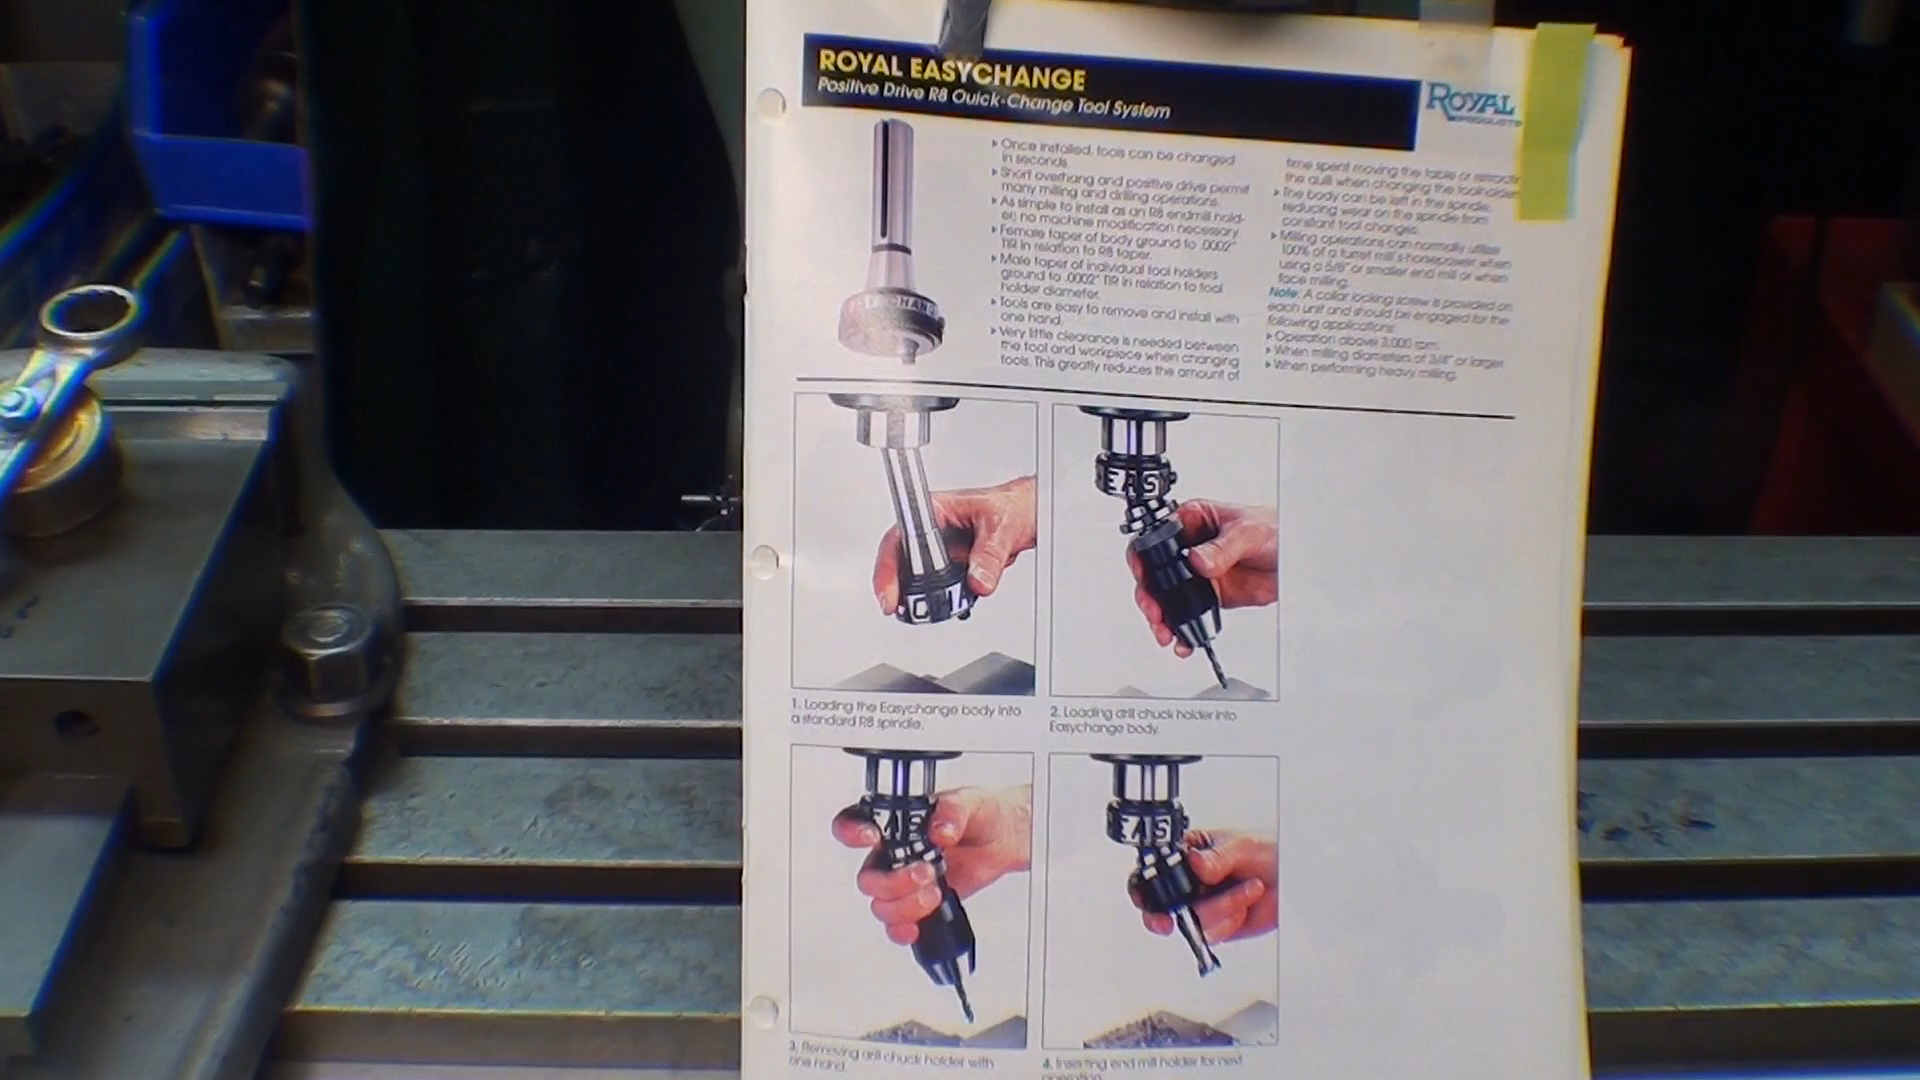 ROYAL EASYCHANGE
Positive Drive R8 Quick-Change Tool System
ROYAL
PRODUCTS
EASYCHANGE
▸ Once installed, tools can be changed
in seconds.
▸ Short overhang and positive drive permit
many milling and drilling operations.
▸ As simple to install as an R8 endmill hold-
er; no machine modification necessary.
▸ Female taper of body ground to .0002"
TIR in relation to R8 taper.
▸ Male taper of individual tool holders
ground to .0002" TIR in relation to tool
holder diameter.
▸ Tools are easy to remove and install with
one hand.
▸ Very little clearance is needed between
the tool and workpiece when changing
tools. This greatly reduces the amount of
time spent moving the table or retracti
the quill when changing the toolholder
▸ The body can be left in the spindle,
reducing wear on the spindle from
constant tool changes.
▸ Milling operations can normally utilize
100% of a turret mill's horsepower when
using a 5/8" or smaller end mill or when
face milling.
Note: A collar locking screw is provided on
each unit and should be engaged for the
following applications:
▸ Operation above 3,000 rpm.
▸ When milling diameters of 3/4" or larger.
▸ When performing heavy milling.
CHA
EAS
1. Loading the Easychange body into
a standard R8 spindle.
2. Loading drill chuck holder into
Easychange body.
EAS
EAS
3. Removing drill chuck holder with
one hand.
4. Inserting end mill holder for next
operation.